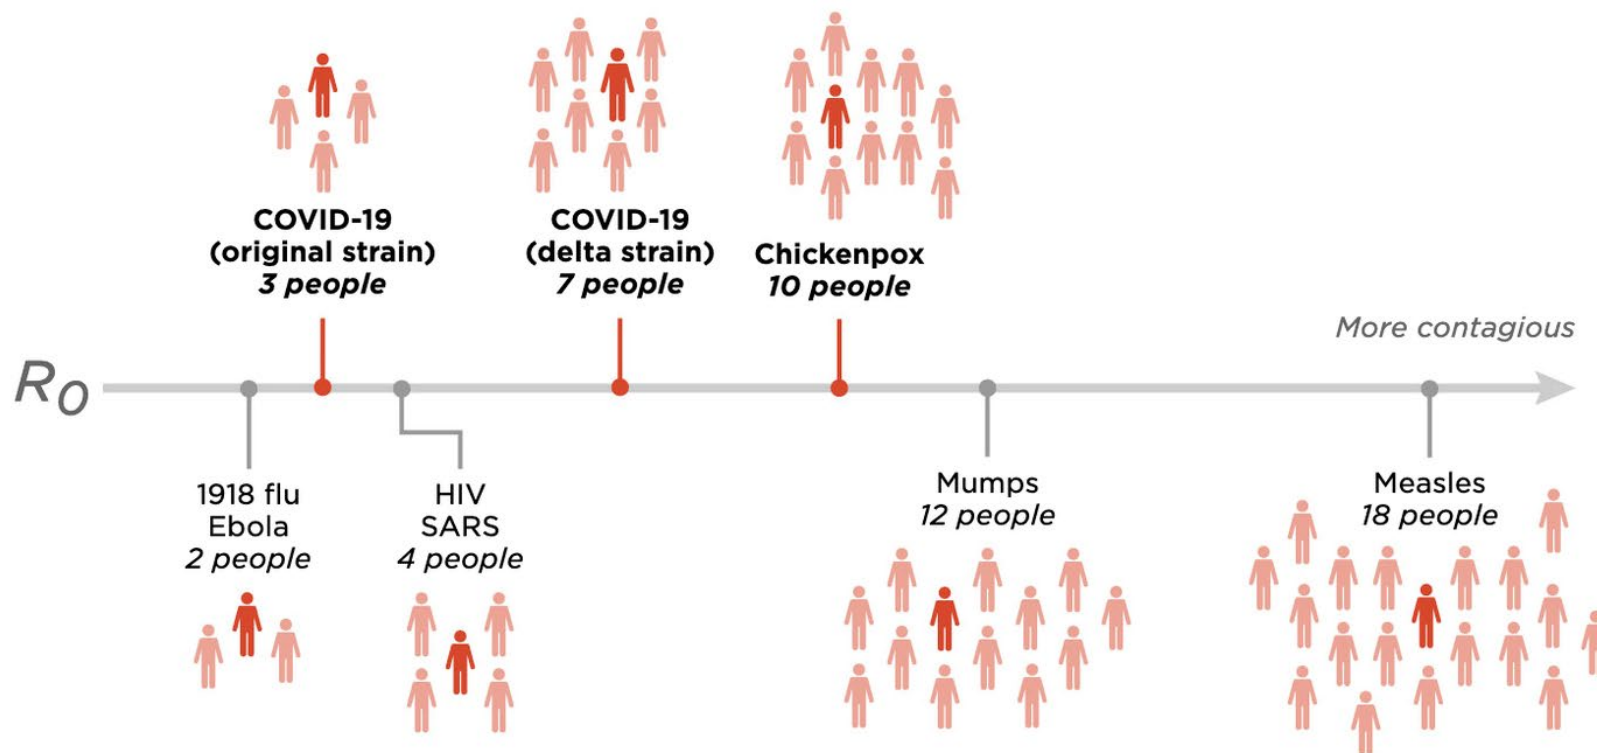 COVID-19
(original strain)
3 people
COVID-19
(delta strain)
7 people
Chickenpox
10 people
More contagious
R0
1918 flu
Ebola
2 people
HIV
SARS
4 people
Mumps
12 people
Measles
18 people